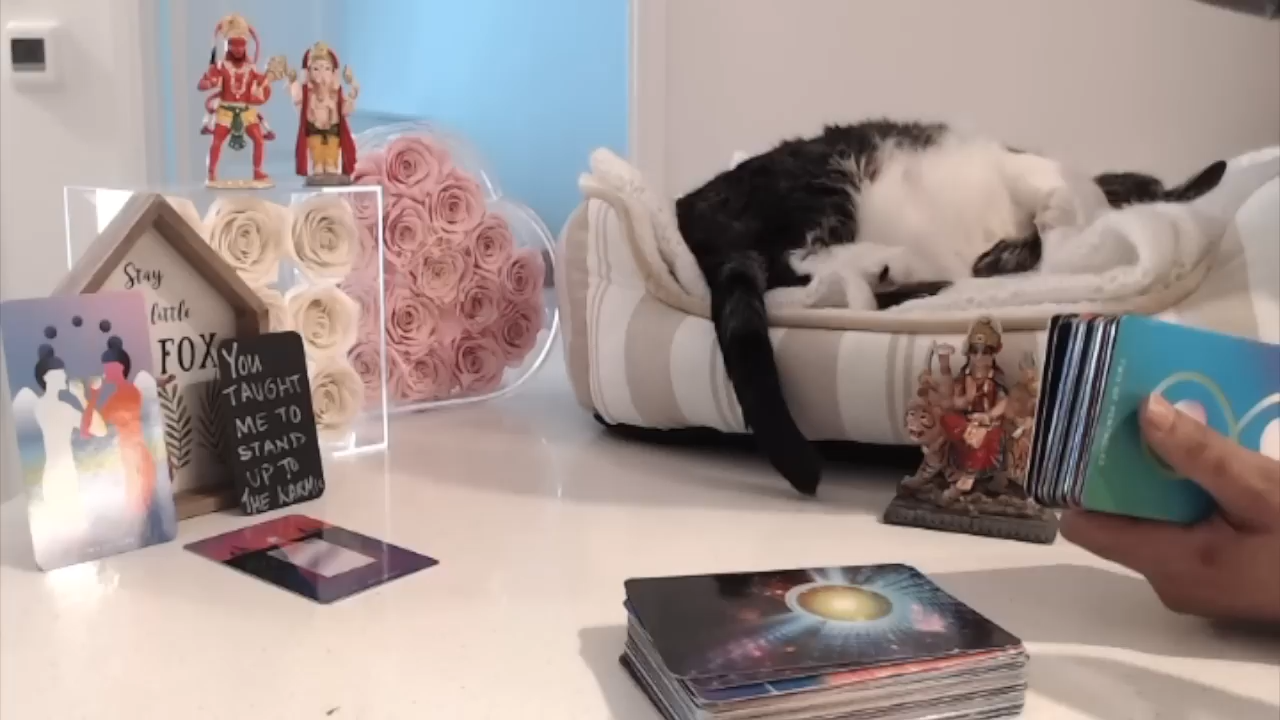 Stay
little
FOX
YOU
TAUGHT
ME TO
STAND
UP TO
THE KARMIC